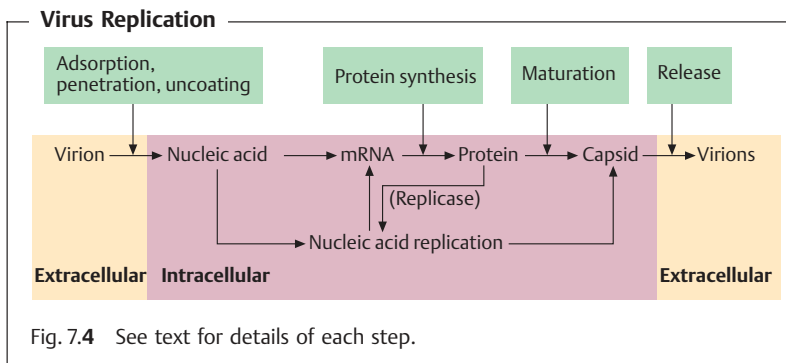 Virus Replication
Adsorption,
penetration, uncoating
Protein synthesis
Maturation
Release
Virion
Nucleic acid
mRNA
Protein
Capsid
Virions
(Replicase)
Nucleic acid replication
Extracellular
Intracellular
Extracellular
Fig. 7.4 See text for details of each step.